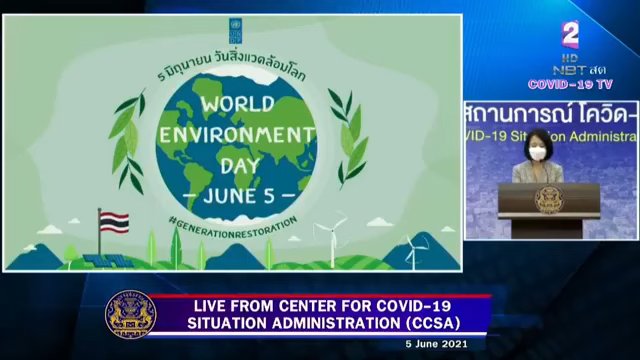 5 มิถุนายน วันสิ่งแวดล้อมโลก
WORLD
ENVIRONMENT
DAY
– JUNE 5 –
#GENERATIONRESTORATION
2
HD
NBT สด
COVID-19 TV
สถานการณ์ โควิด-
VID-19 Situation Administra
LIVE FROM CENTER FOR COVID-19
SITUATION ADMINISTRATION (CCSA)
5 June 2021